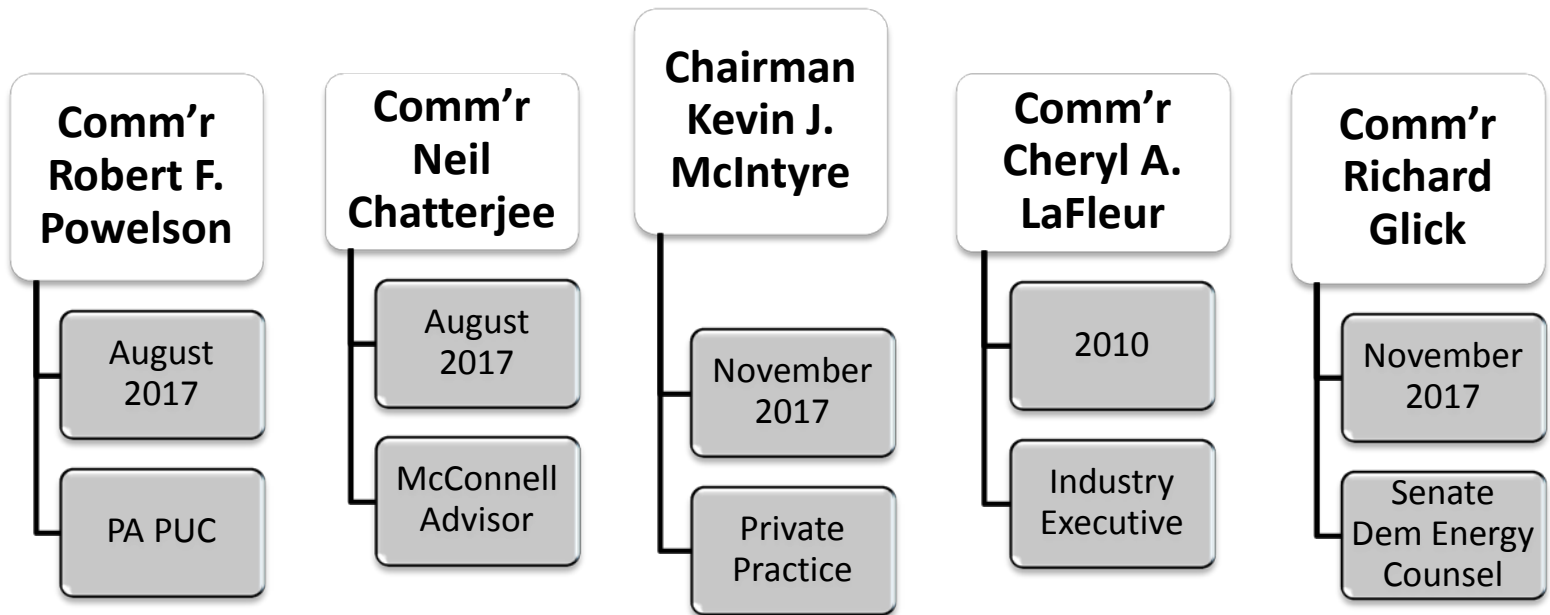 Comm’r
Robert F.
Powelson
August
2017
PA PUC
Comm’r
Neil
Chatterjee
August
2017
McConnell
Advisor
Chairman
Kevin J.
McIntyre
November
2017
Private
Practice
Comm’r
Cheryl A.
LaFleur
2010
Industry
Executive
Comm’r
Richard
Glick
November
2017
Senate
Dem Energy
Counsel